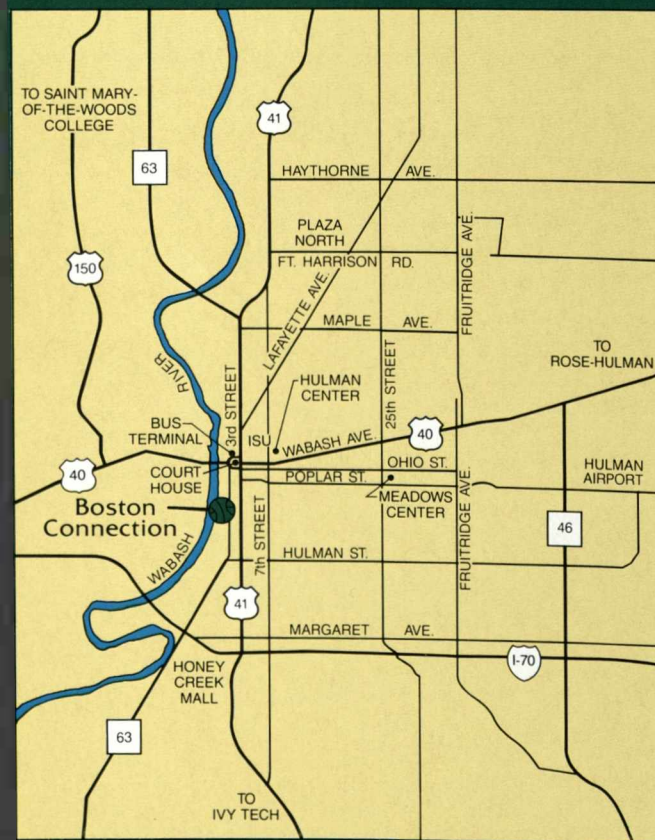 TO SAINT MARY-
OF-THE-WOODS
COLLEGE
41
63
HAYTHORNE AVE.
150
PLAZA
NORTH
FT. HARRISON RD.
FRUITRIDGE AVE.
LAFAYETTE AVE.
MAPLE AVE.
RIVER
TO
ROSE-HULMAN
3rd STREET
25th STREET
HULMAN
CENTER
BUS
TERMINAL
ISU
WABASH AVE.
40
40
COURT
HOUSE
OHIO ST.
POPLAR ST.
HULMAN
AIRPORT
MEADOWS
CENTER
Boston
Connection
7th STREET
FRUITRIDGE AVE.
46
WABASH
HULMAN ST.
41
MARGARET AVE.
I-70
HONEY
CREEK
MALL
63
TO
IVY TECH